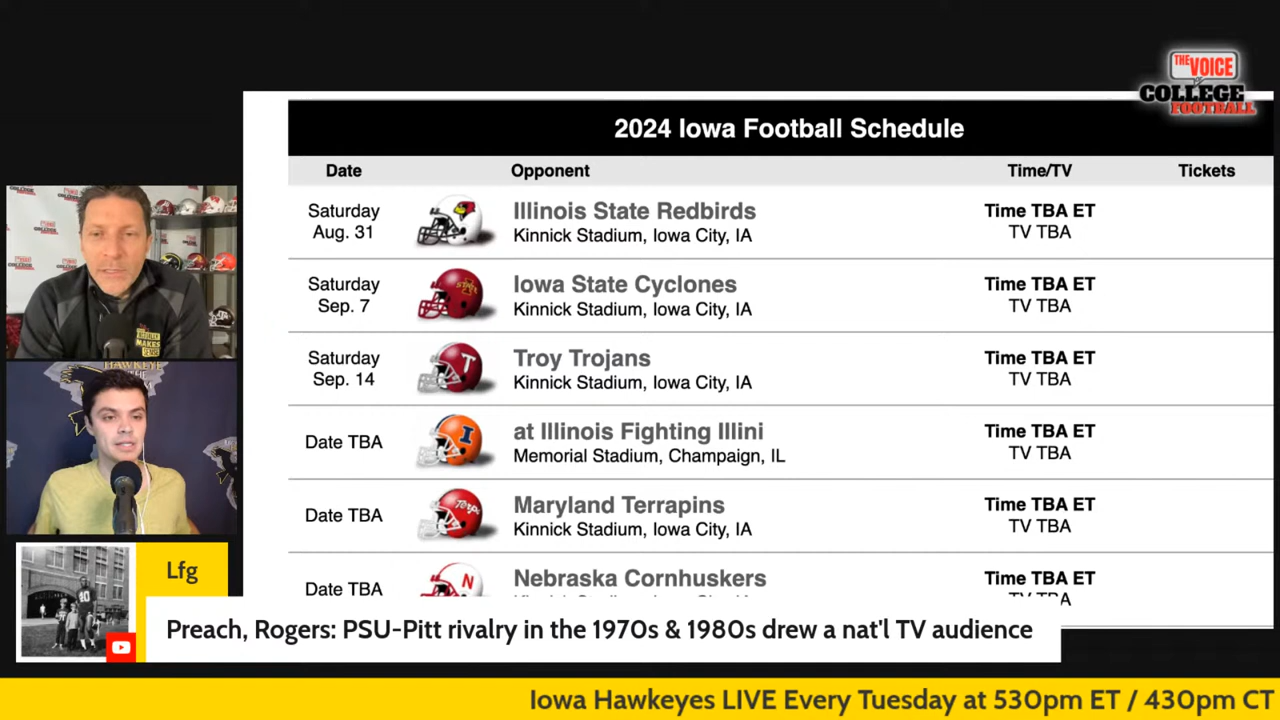 THE VOICE
of
COLLEGE
FOOTBALL
2024 Iowa Football Schedule
Date Opponent Time/TV Tickets
Saturday
Aug. 31
Illinois State Redbirds
Kinnick Stadium, Iowa City, IA
Time TBA ET
TV TBA
Saturday
Sep. 7
Iowa State Cyclones
Kinnick Stadium, Iowa City, IA
Time TBA ET
TV TBA
Saturday
Sep. 14
Troy Trojans
Kinnick Stadium, Iowa City, IA
Time TBA ET
TV TBA
Date TBA
at Illinois Fighting Illini
Memorial Stadium, Champaign, IL
Time TBA ET
TV TBA
Date TBA
Maryland Terrapins
Kinnick Stadium, Iowa City, IA
Time TBA ET
TV TBA
Date TBA
Nebraska Cornhuskers
Time TBA ET
HAWKEYE
Lfg
Preach, Rogers: PSU-Pitt rivalry in the 1970s & 1980s drew a nat'l TV audience
Iowa Hawkeyes LIVE Every Tuesday at 530pm ET / 430pm CT